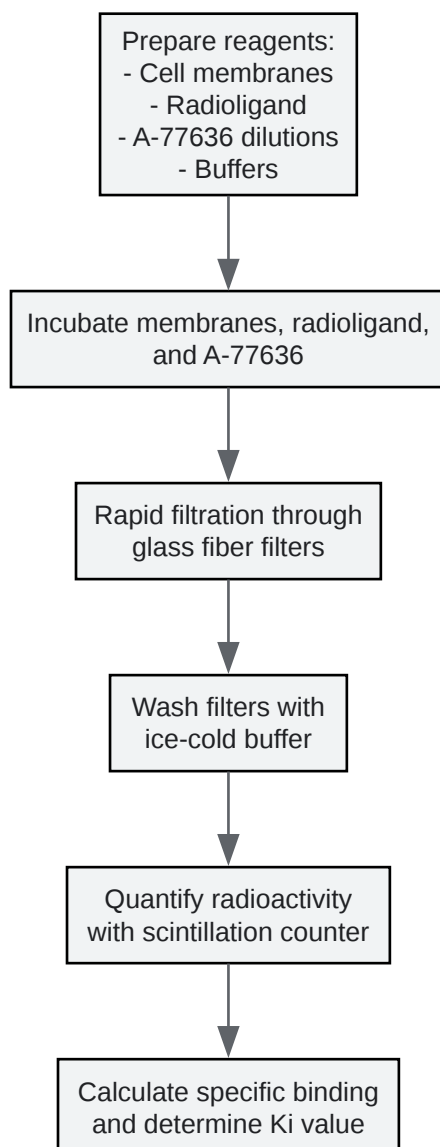 Prepare reagents:
- Cell membranes
- Radioligand
- A-77636 dilutions
- Buffers
Incubate membranes, radioligand,
and A-77636
Rapid filtration through
glass fiber filters
Wash filters with
ice-cold buffer
Quantify radioactivity
with scintillation counter
Calculate specific binding
and determine Ki value